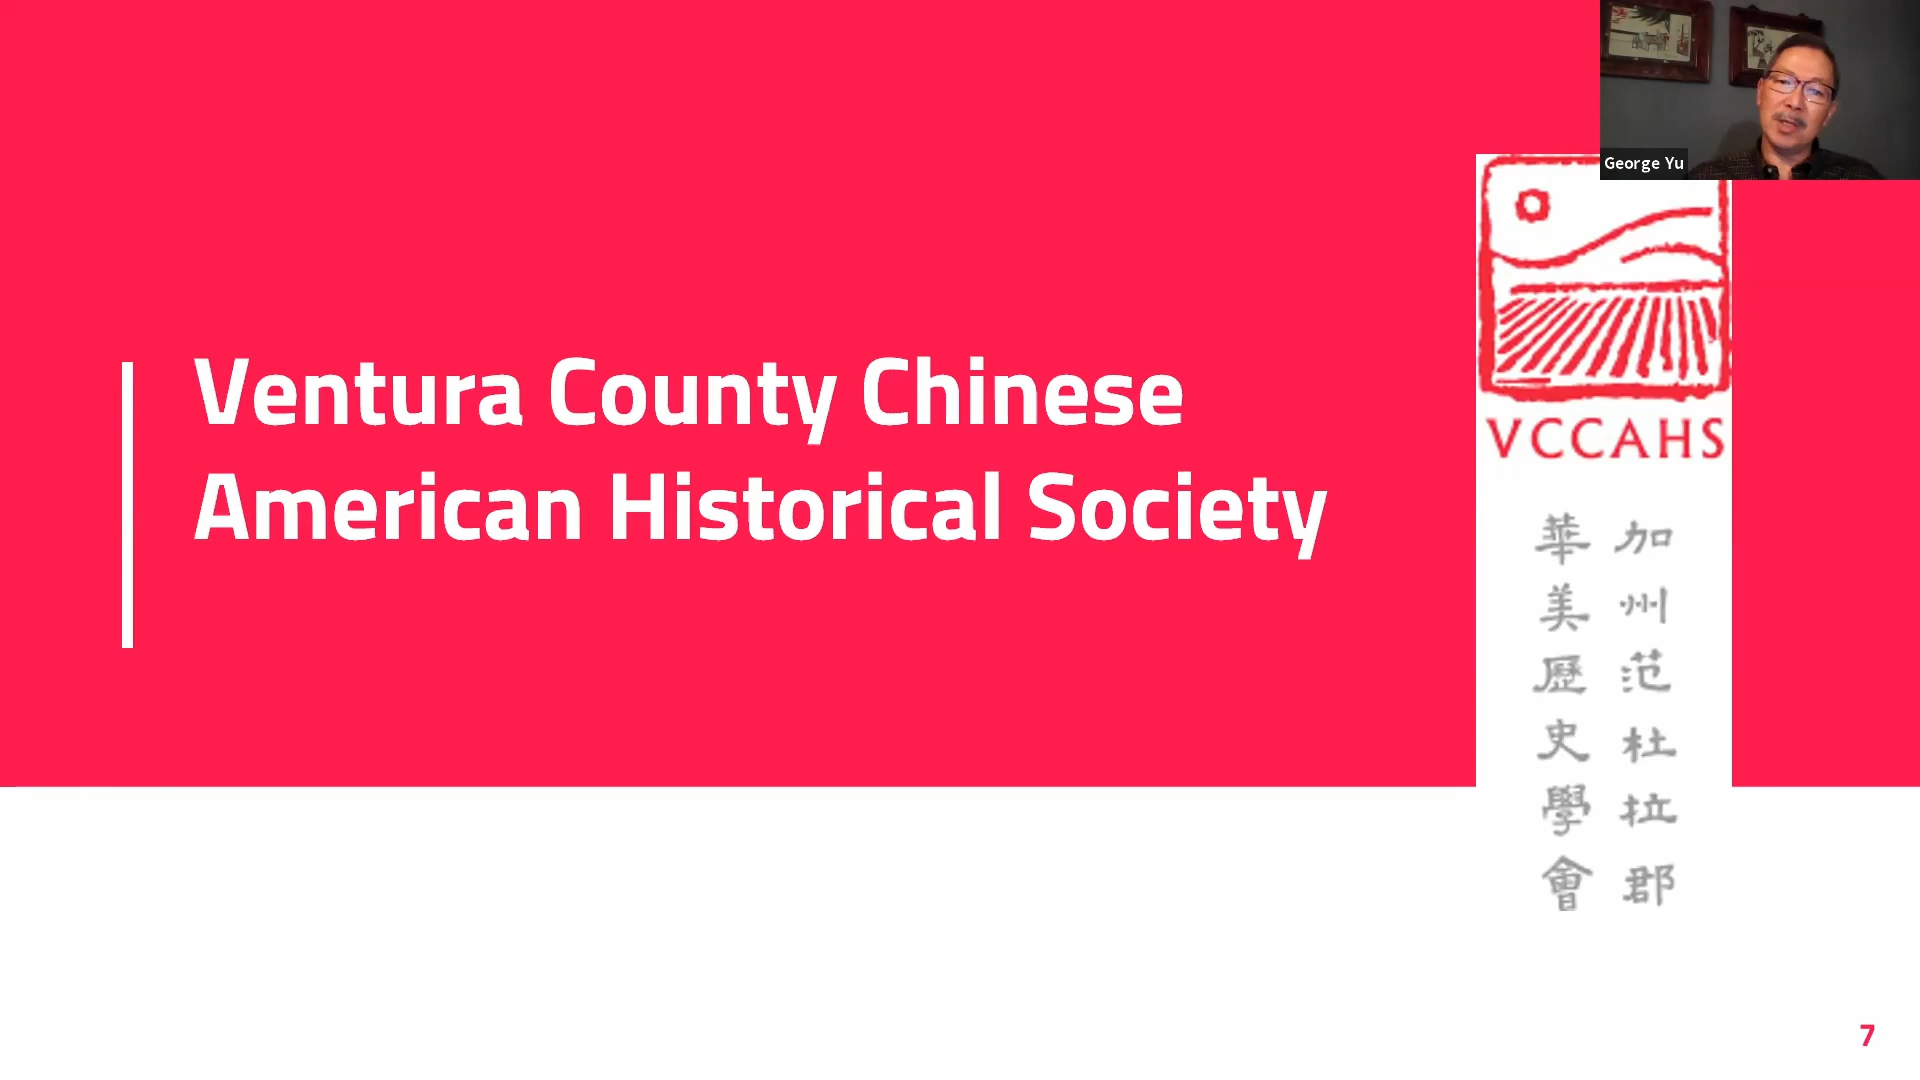 George Yu
Ventura County Chinese
American Historical Society
VCCAHS
加州范杜拉郡
華美歷史學會
7